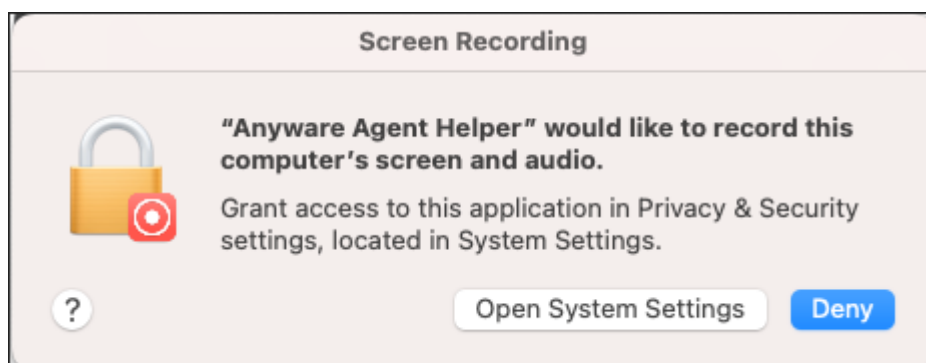 Screen Recording
“Anyware Agent Helper” would like to record this
computer’s screen and audio.
Grant access to this application in Privacy & Security
settings, located in System Settings.
?
Open System Settings
Deny